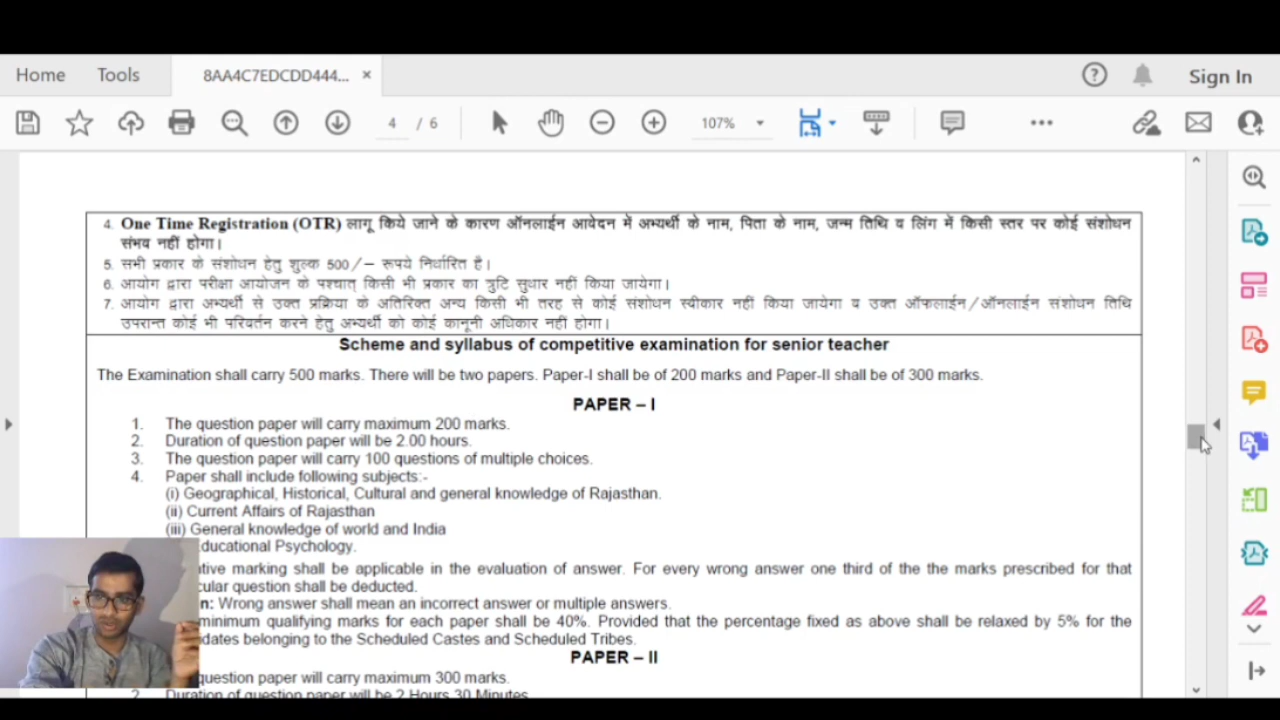 Home Tools 8AA4C7EDCDD444... × Sign In
4 / 6 107%
4. One Time Registration (OTR) लागू किये जाने के कारण ऑनलाईन आवेदन में अभ्यर्थी के नाम, पिता के नाम, जन्म तिथि व लिंग में किसी स्तर पर कोई संशोधन
संभव नहीं होगा।
5. सभी प्रकार के संशोधन हेतु शुल्क 500/– रूपये निर्धारित है।
6. आयोग द्वारा परीक्षा आयोजन के पश्चात् किसी भी प्रकार का त्रुटि सुधार नहीं किया जायेगा।
7. आयोग द्वारा अभ्यर्थी से उक्त प्रक्रिया के अतिरिक्त अन्य किसी भी तरह से कोई संशोधन स्वीकार नहीं किया जायेगा व उक्त ऑफलाईन/ऑनलाईन संशोधन तिथि
उपरान्त कोई भी परिवर्तन करने हेतु अभ्यर्थी को कोई कानूनी अधिकार नहीं होगा।
Scheme and syllabus of competitive examination for senior teacher
The Examination shall carry 500 marks. There will be two papers. Paper-I shall be of 200 marks and Paper-II shall be of 300 marks.
PAPER – I
1. The question paper will carry maximum 200 marks.
2. Duration of question paper will be 2.00 hours.
3. The question paper will carry 100 questions of multiple choices.
4. Paper shall include following subjects:-
(i) Geographical, Historical, Cultural and general knowledge of Rajasthan.
(ii) Current Affairs of Rajasthan
(iii) General knowledge of world and India
ducational Psychology.
tive marking shall be applicable in the evaluation of answer. For every wrong answer one third of the the marks prescribed for that
cular question shall be deducted.
n: Wrong answer shall mean an incorrect answer or multiple answers.
minimum qualifying marks for each paper shall be 40%. Provided that the percentage fixed as above shall be relaxed by 5% for the
dates belonging to the Scheduled Castes and Scheduled Tribes.
PAPER – II
question paper will carry maximum 300 marks.
2. Duration of question paper will be 2 Hours 30 Minutes